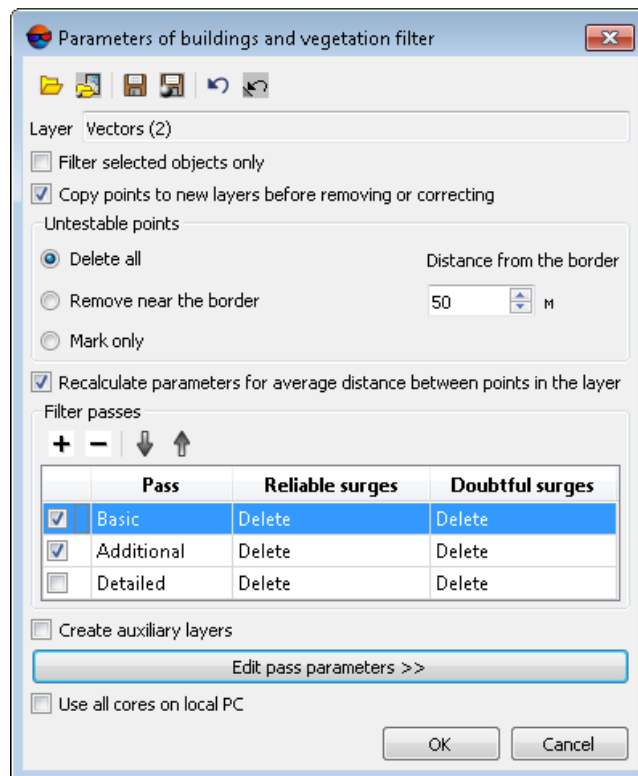 Parameters of buildings and vegetation filter
Layer Vectors (2)
Filter selected objects only
Copy points to new layers before removing or correcting
Untestable points
Delete all Distance from the border
Remove near the border 50 м
Mark only
Recalculate parameters for average distance between points in the layer
Filter passes
Pass Reliable surges Doubtful surges
Basic Delete Delete
Additional Delete Delete
Detailed Delete Delete
Create auxiliary layers
Edit pass parameters >>
Use all cores on local PC
OK Cancel